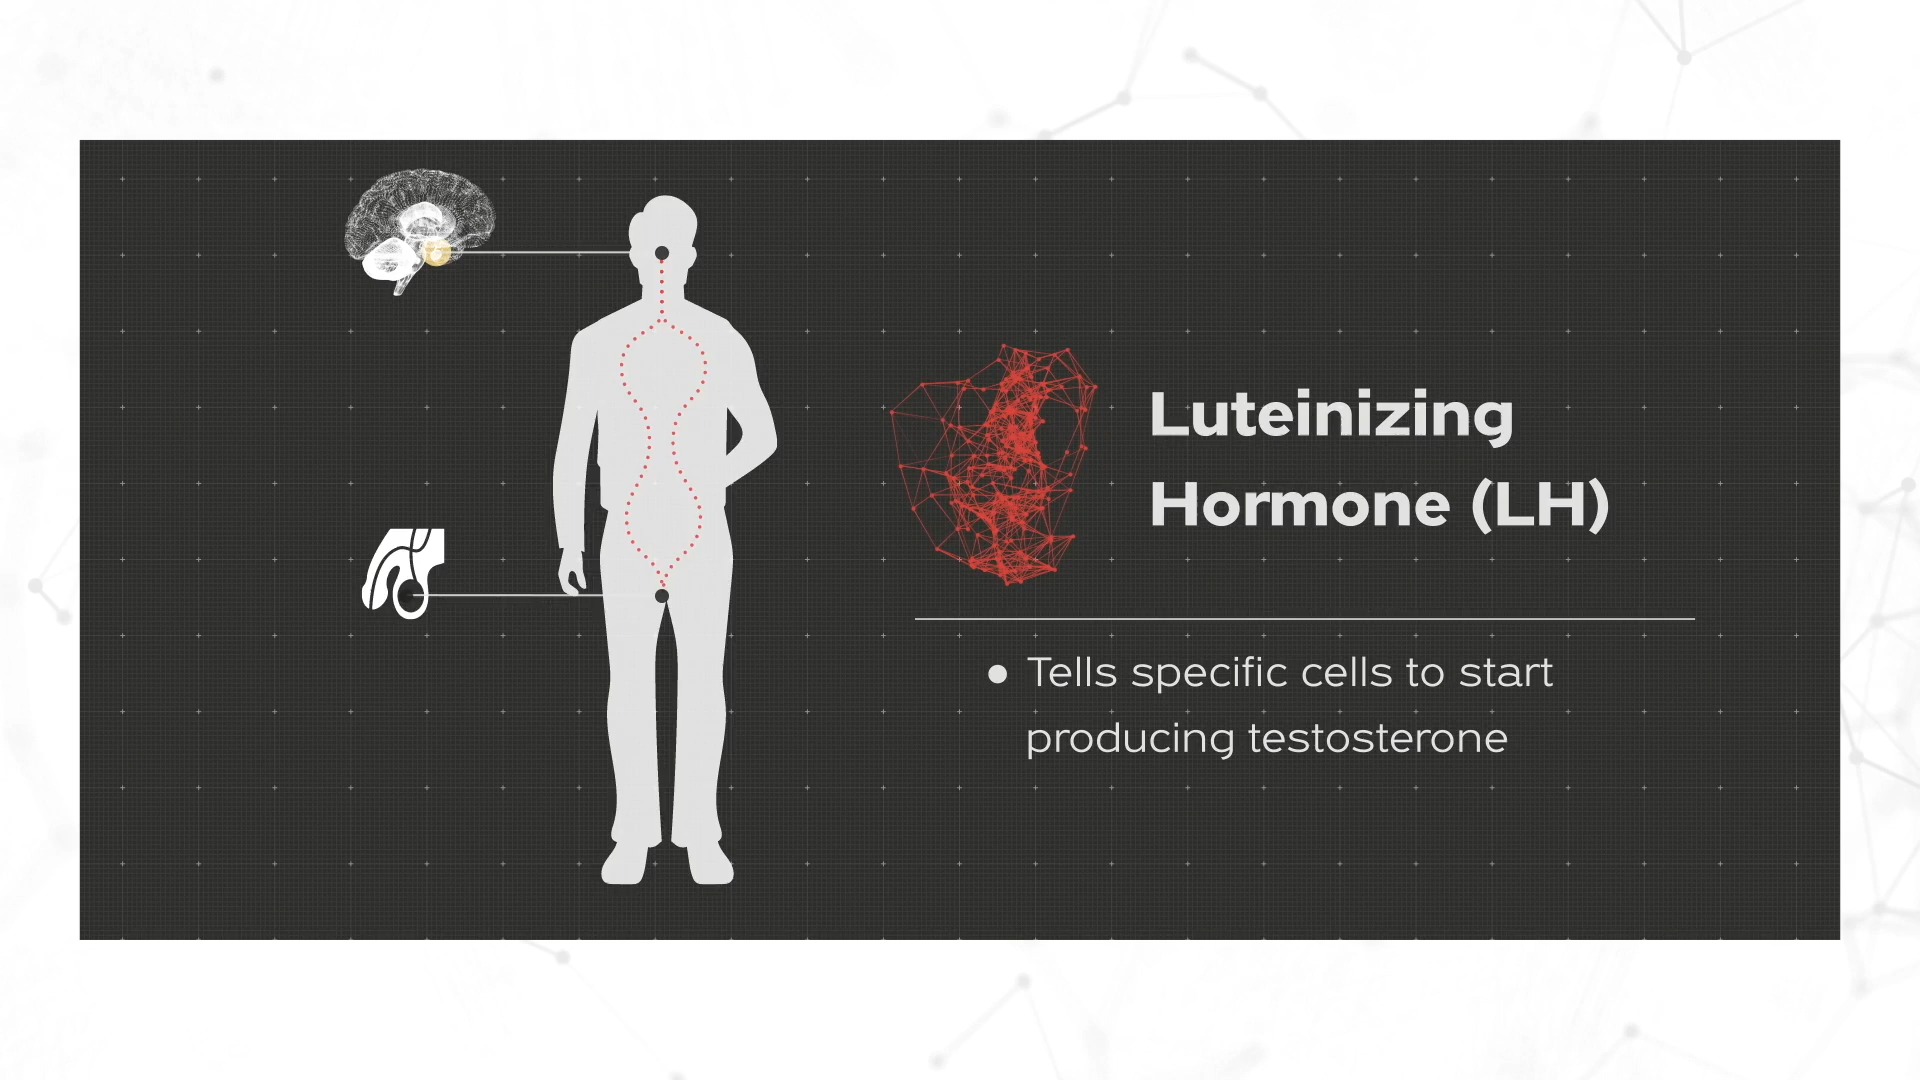 Luteinizing
Hormone (LH)
● Tells specific cells to start
producing testosterone